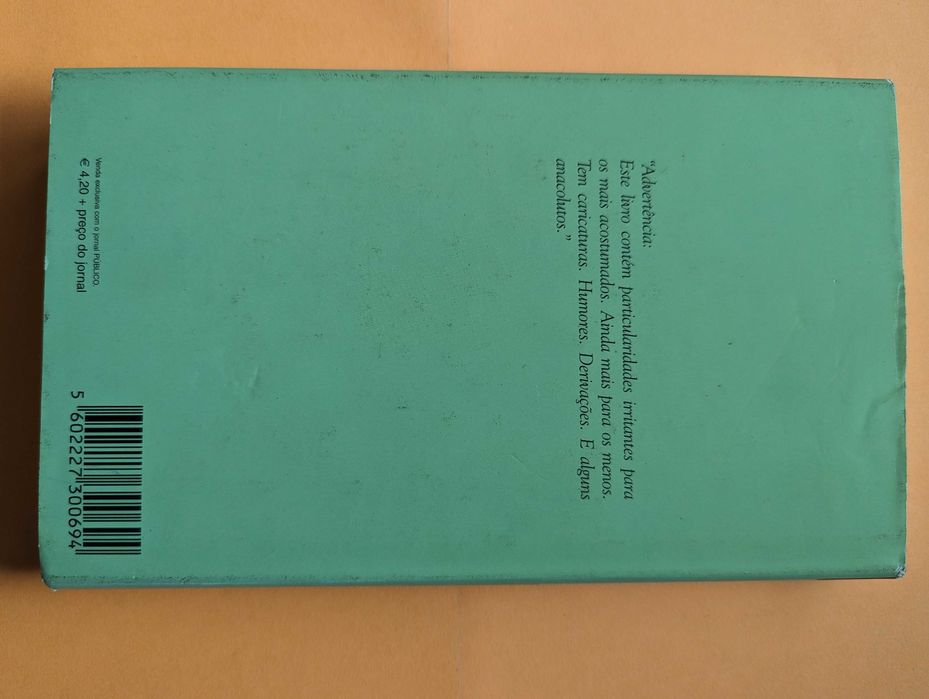 “Advertência:
Este livro contém particularidades irritantes para
os mais acostumados. Ainda mais para os menos.
Tem caricaturas. Humores. Derivações. E alguns
anacolutos.”
Venda exclusiva com o jornal PÚBLICO.
€ 4,20 + preço do jornal
5 602227 300694